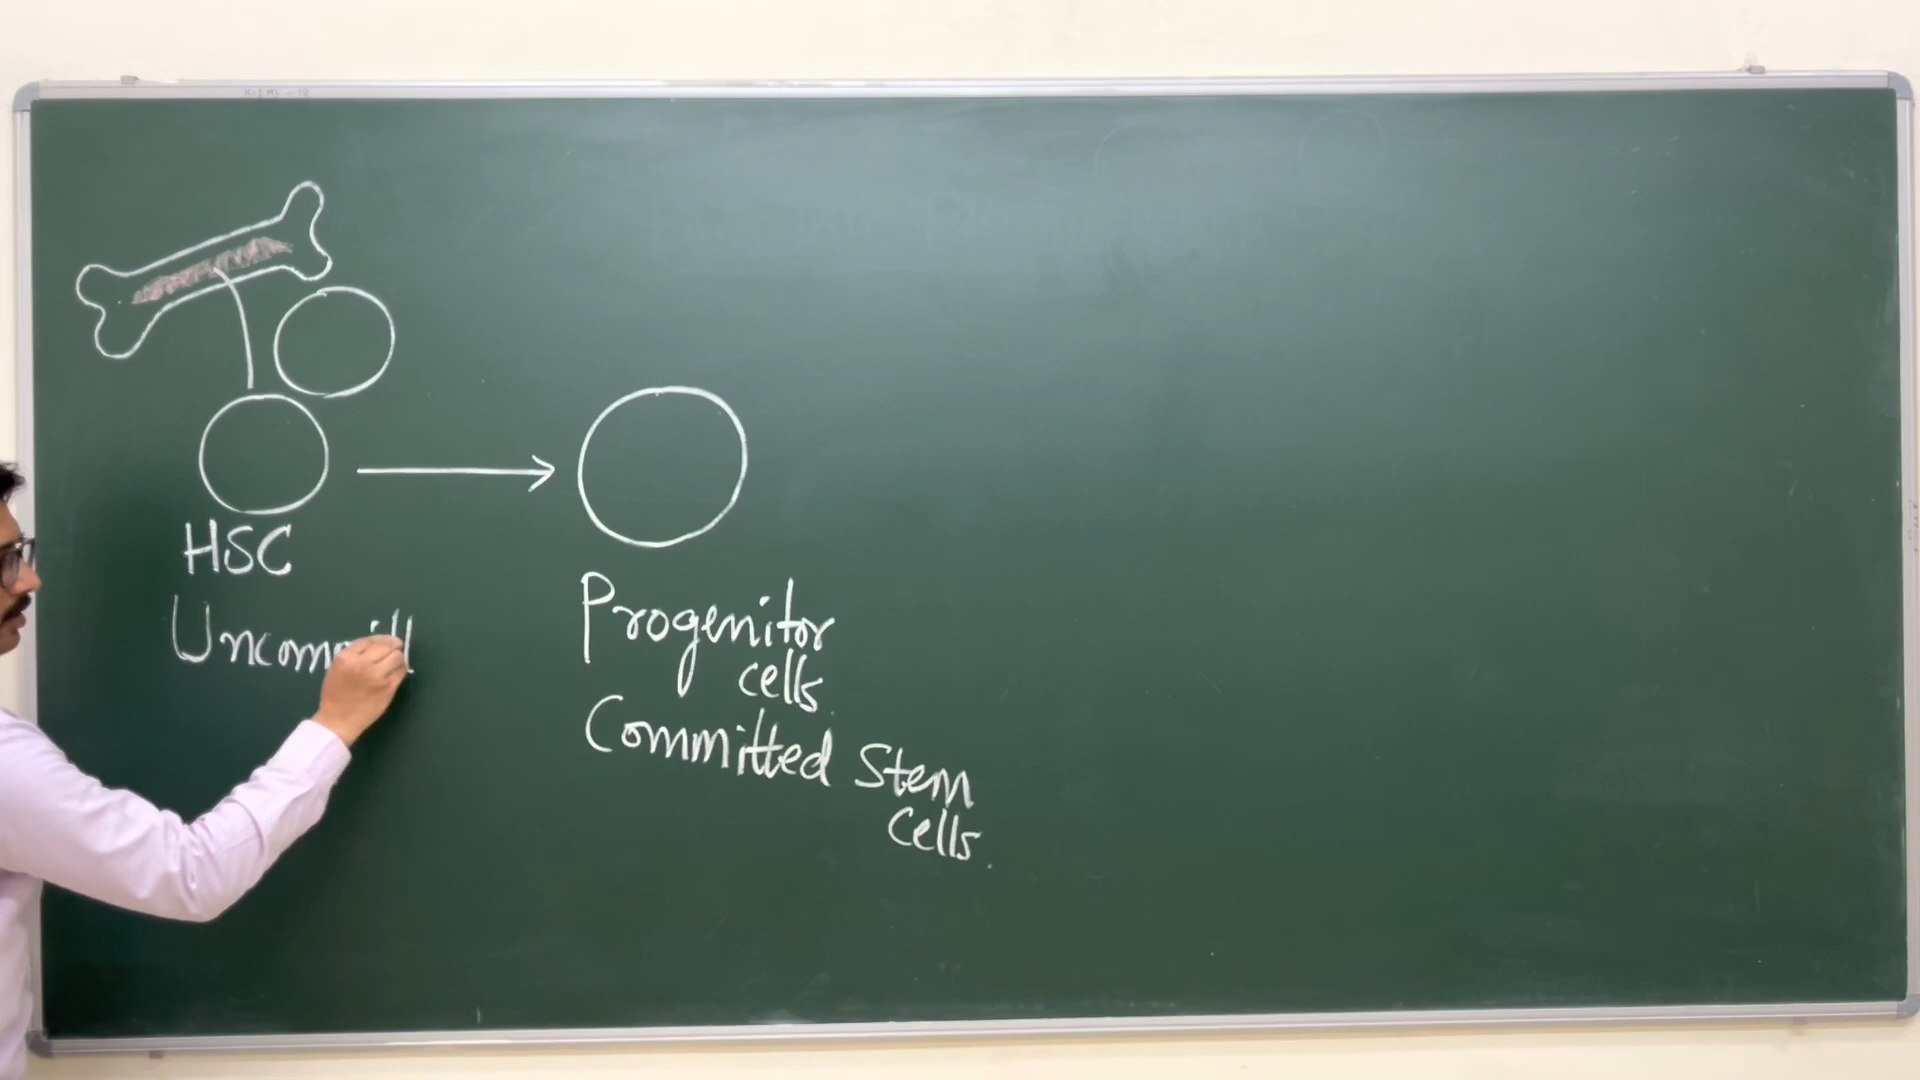 HSC
Progenitor
cells
Committed Stem
Cells.